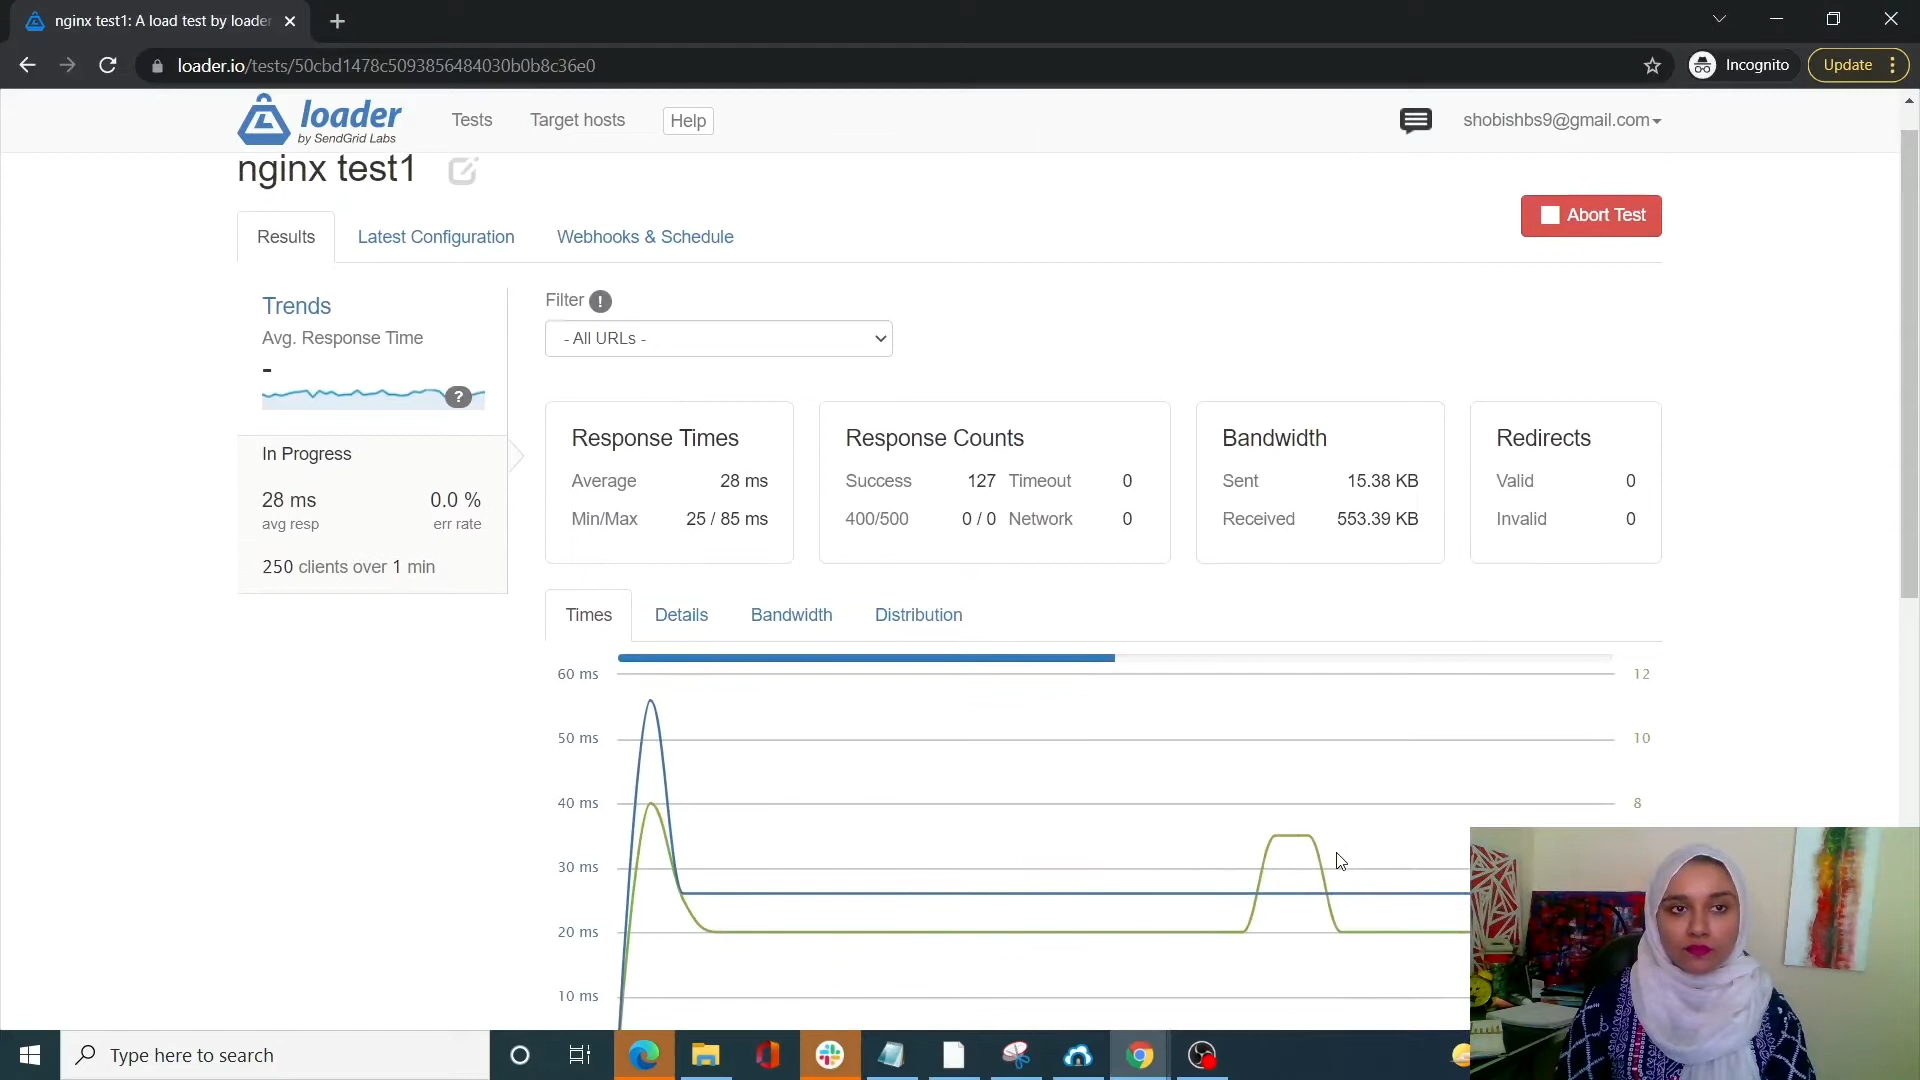 nginx test1: A load test by loader
loader.io/tests/50cbd1478c5093856484030b0b8c36e0
Incognito
Update
loader
by SendGrid Labs
Tests
Target hosts
Help
shobishbs9@gmail.com
nginx test1
Abort Test
Results
Latest Configuration
Webhooks & Schedule
Trends
Avg. Response Time
-
?
In Progress
28 ms 0.0 %
avg resp err rate
250 clients over 1 min
Filter !
- All URLs -
Response Times
Average 28 ms
Min/Max 25 / 85 ms
Response Counts
Success 127 Timeout 0
400/500 0 / 0 Network 0
Bandwidth
Sent 15.38 KB
Received 553.39 KB
Redirects
Valid 0
Invalid 0
Times
Details
Bandwidth
Distribution
60 ms 12
50 ms 10
40 ms 8
30 ms
20 ms
10 ms
Type here to search